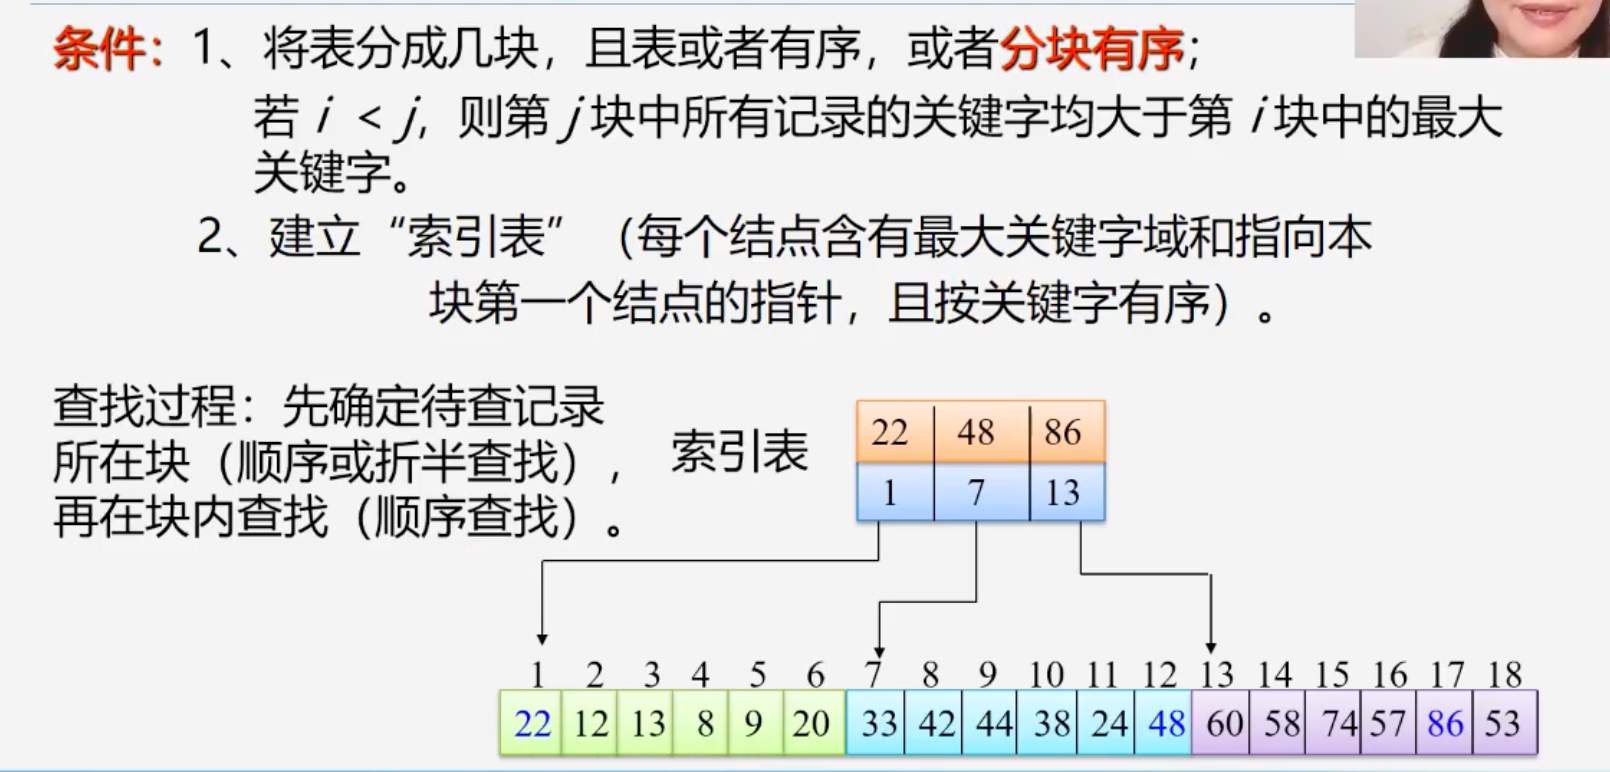 条件：1、将表分成几块，且表或者有序，或者分块有序；
若 i < j，则第 j 块中所有记录的关键字均大于第 i 块中的最大
关键字。
2、建立“索引表”（每个结点含有最大关键字域和指向本
块第一个结点的指针，且按关键字有序）。
查找过程：先确定待查记录
所在块（顺序或折半查找），
再在块内查找（顺序查找）。
索引表
22 48 86
1 7 13
1 2 3 4 5 6 7 8 9 10 11 12 13 14 15 16 17 18
22 12 13 8 9 20 33 42 44 38 24 48 60 58 74 57 86 53